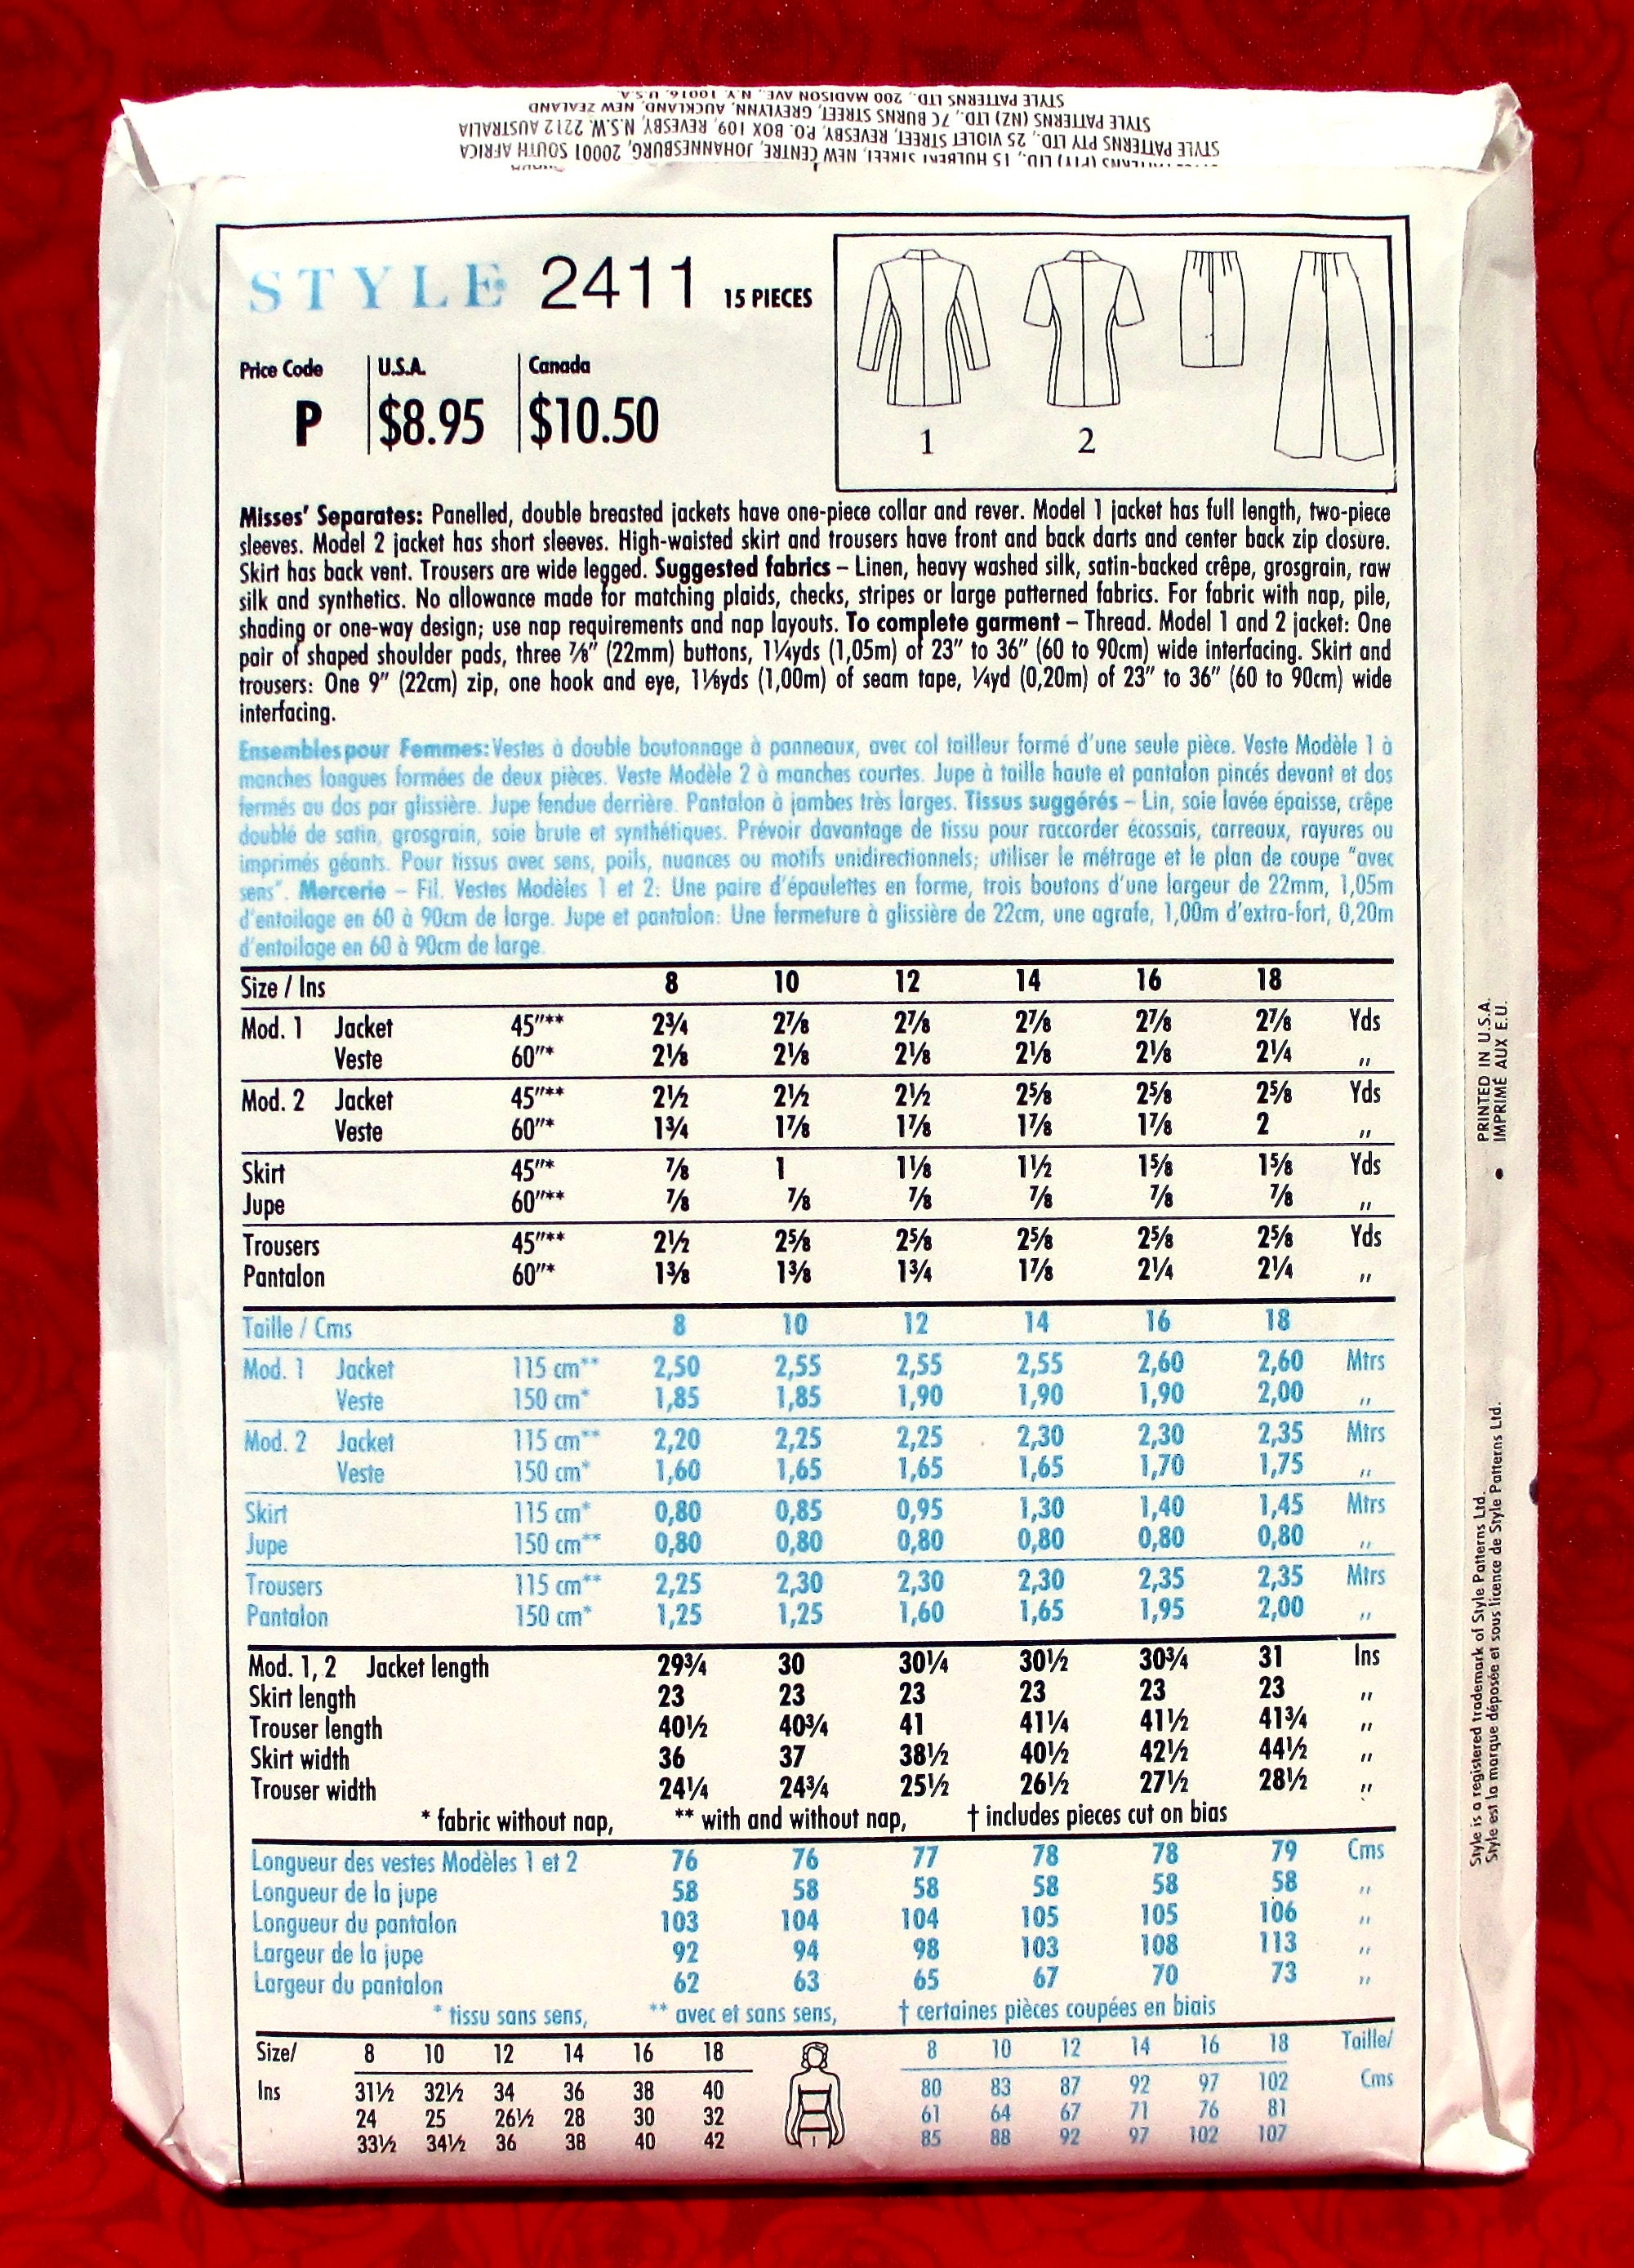 STYLE PATTERNS LTD., 200 MADISON AVE., N.Y. 10016, U.S.A.
STYLE PATTERNS (NZ) LTD., 7C BURNS STREET, GREYLYNN, AUCKLAND, NEW ZEALAND
STYLE PATTERNS PTY LTD., 25 VIOLET STREET, REVESBY, P.O. BOX 109, REVESBY, N.S.W. 2212 AUSTRALIA
(PTY) LTD., 15 HULBERT STREET, NEW CENTRE, JOHANNESBURG, 20001 SOUTH AFRICA
STYLE 2411 15 PIECES
Price Code U.S.A. Canada
P $8.95 $10.50
1 2
Misses' Separates: Panelled, double breasted jackets have one-piece collar and rever. Model 1 jacket has full length, two-piece
sleeves. Model 2 jacket has short sleeves. High-waisted skirt and trousers have front and back darts and center back zip closure.
Skirt has back vent. Trousers are wide legged. Suggested fabrics – Linen, heavy washed silk, satin-backed crêpe, grosgrain, raw
silk and synthetics. No allowance made for matching plaids, checks, stripes or large patterned fabrics. For fabric with nap, pile,
shading or one-way design; use nap requirements and nap layouts. To complete garment – Thread. Model 1 and 2 jacket: One
pair of shaped shoulder pads, three ⅞" (22mm) buttons, 1¼yds (1,05m) of 23" to 36" (60 to 90cm) wide interfacing. Skirt and
trousers: One 9" (22cm) zip, one hook and eye, 1⅛yds (1,00m) of seam tape, ¼yd (0,20m) of 23" to 36" (60 to 90cm) wide
interfacing.
Ensembles pour Femmes: Vestes à double boutonnage à panneaux, avec col tailleur formé d'une seule pièce. Veste Modèle 1 à
manches longues formées de deux pièces. Veste Modèle 2 à manches courtes. Jupe à taille haute et pantalon pincés devant et dos
fermés au dos par glissière. Jupe fendue derrière. Pantalon à jambes très larges. Tissus suggérés – Lin, soie lavée épaisse, crêpe
doublé de satin, grosgrain, soie brute et synthétiques. Prévoir davantage de tissu pour raccorder écossais, carreaux, rayures ou
imprimés géants. Pour tissus avec sens, poils, nuances ou motifs unidirectionnels; utiliser le métrage et le plan de coupe "avec
sens". Mercerie – Fil. Vestes Modèles 1 et 2: Une paire d'épaulettes en forme, trois boutons d'une largeur de 22mm, 1,05m
d'entoilage en 60 à 90cm de large. Jupe et pantalon: Une fermeture à glissière de 22cm, une agrafe, 1,00m d'extra-fort, 0,20m
d'entoilage en 60 à 90cm de large.
Size / Ins 8 10 12 14 16 18
Mod. 1 Jacket 45"** 2¾ 2⅞ 2⅞ 2⅞ 2⅞ 2⅞ Yds
Veste 60"* 2⅛ 2⅛ 2⅛ 2⅛ 2⅛ 2¼ "
Mod. 2 Jacket 45"** 2½ 2½ 2½ 2⅝ 2⅝ 2⅝ Yds
Veste 60"* 1¾ 1⅞ 1⅞ 1⅞ 1⅞ 2 "
Skirt 45"* ⅞ 1 1⅛ 1½ 1⅝ 1⅝ Yds
Jupe 60"** ⅞ ⅞ ⅞ ⅞ ⅞ ⅞ "
Trousers 45"** 2½ 2⅝ 2⅝ 2⅝ 2⅝ 2⅝ Yds
Pantalon 60"* 1⅜ 1⅜ 1¾ 1⅞ 2¼ 2¼ "
Taille / Cms 8 10 12 14 16 18
Mod. 1 Jacket 115 cm** 2,50 2,55 2,55 2,55 2,60 2,60 Mtrs
Veste 150 cm* 1,85 1,85 1,90 1,90 1,90 2,00 "
Mod. 2 Jacket 115 cm** 2,20 2,25 2,25 2,30 2,30 2,35 Mtrs
Veste 150 cm* 1,60 1,65 1,65 1,65 1,70 1,75 "
Skirt 115 cm* 0,80 0,85 0,95 1,30 1,40 1,45 Mtrs
Jupe 150 cm** 0,80 0,80 0,80 0,80 0,80 0,80 "
Trousers 115 cm** 2,25 2,30 2,30 2,30 2,35 2,35 Mtrs
Pantalon 150 cm* 1,25 1,25 1,60 1,65 1,95 2,00 "
Mod. 1, 2 Jacket length 29¾ 30 30¼ 30½ 30¾ 31 Ins
Skirt length 23 23 23 23 23 23 "
Trouser length 40½ 40¾ 41 41¼ 41½ 41¾ "
Skirt width 36 37 38½ 40½ 42½ 44½ "
Trouser width 24¼ 24¾ 25½ 26½ 27½ 28½ "
* fabric without nap, ** with and without nap, † includes pieces cut on bias
Longueur des vestes Modèles 1 et 2 76 76 77 78 78 79 Cms
Longueur de la jupe 58 58 58 58 58 58 "
Longueur du pantalon 103 104 104 105 105 106 "
Largeur de la jupe 92 94 98 103 108 113 "
Largeur du pantalon 62 63 65 67 70 73 "
* tissu sans sens, ** avec et sans sens, † certaines pièces coupées en biais
Size/ 8 10 12 14 16 18 8 10 12 14 16 18 Taille/
Ins 31½ 32½ 34 36 38 40 80 83 87 92 97 102 Cms
24 25 26½ 28 30 32 61 64 67 71 76 81
33½ 34½ 36 38 40 42 85 88 92 97 102 107
Style is a registered trademark of Style Patterns Ltd. • PRINTED IN U.S.A.
Style est la marque déposée et sous licence de Style Patterns Ltd. IMPRIMÉ AUX E.U.